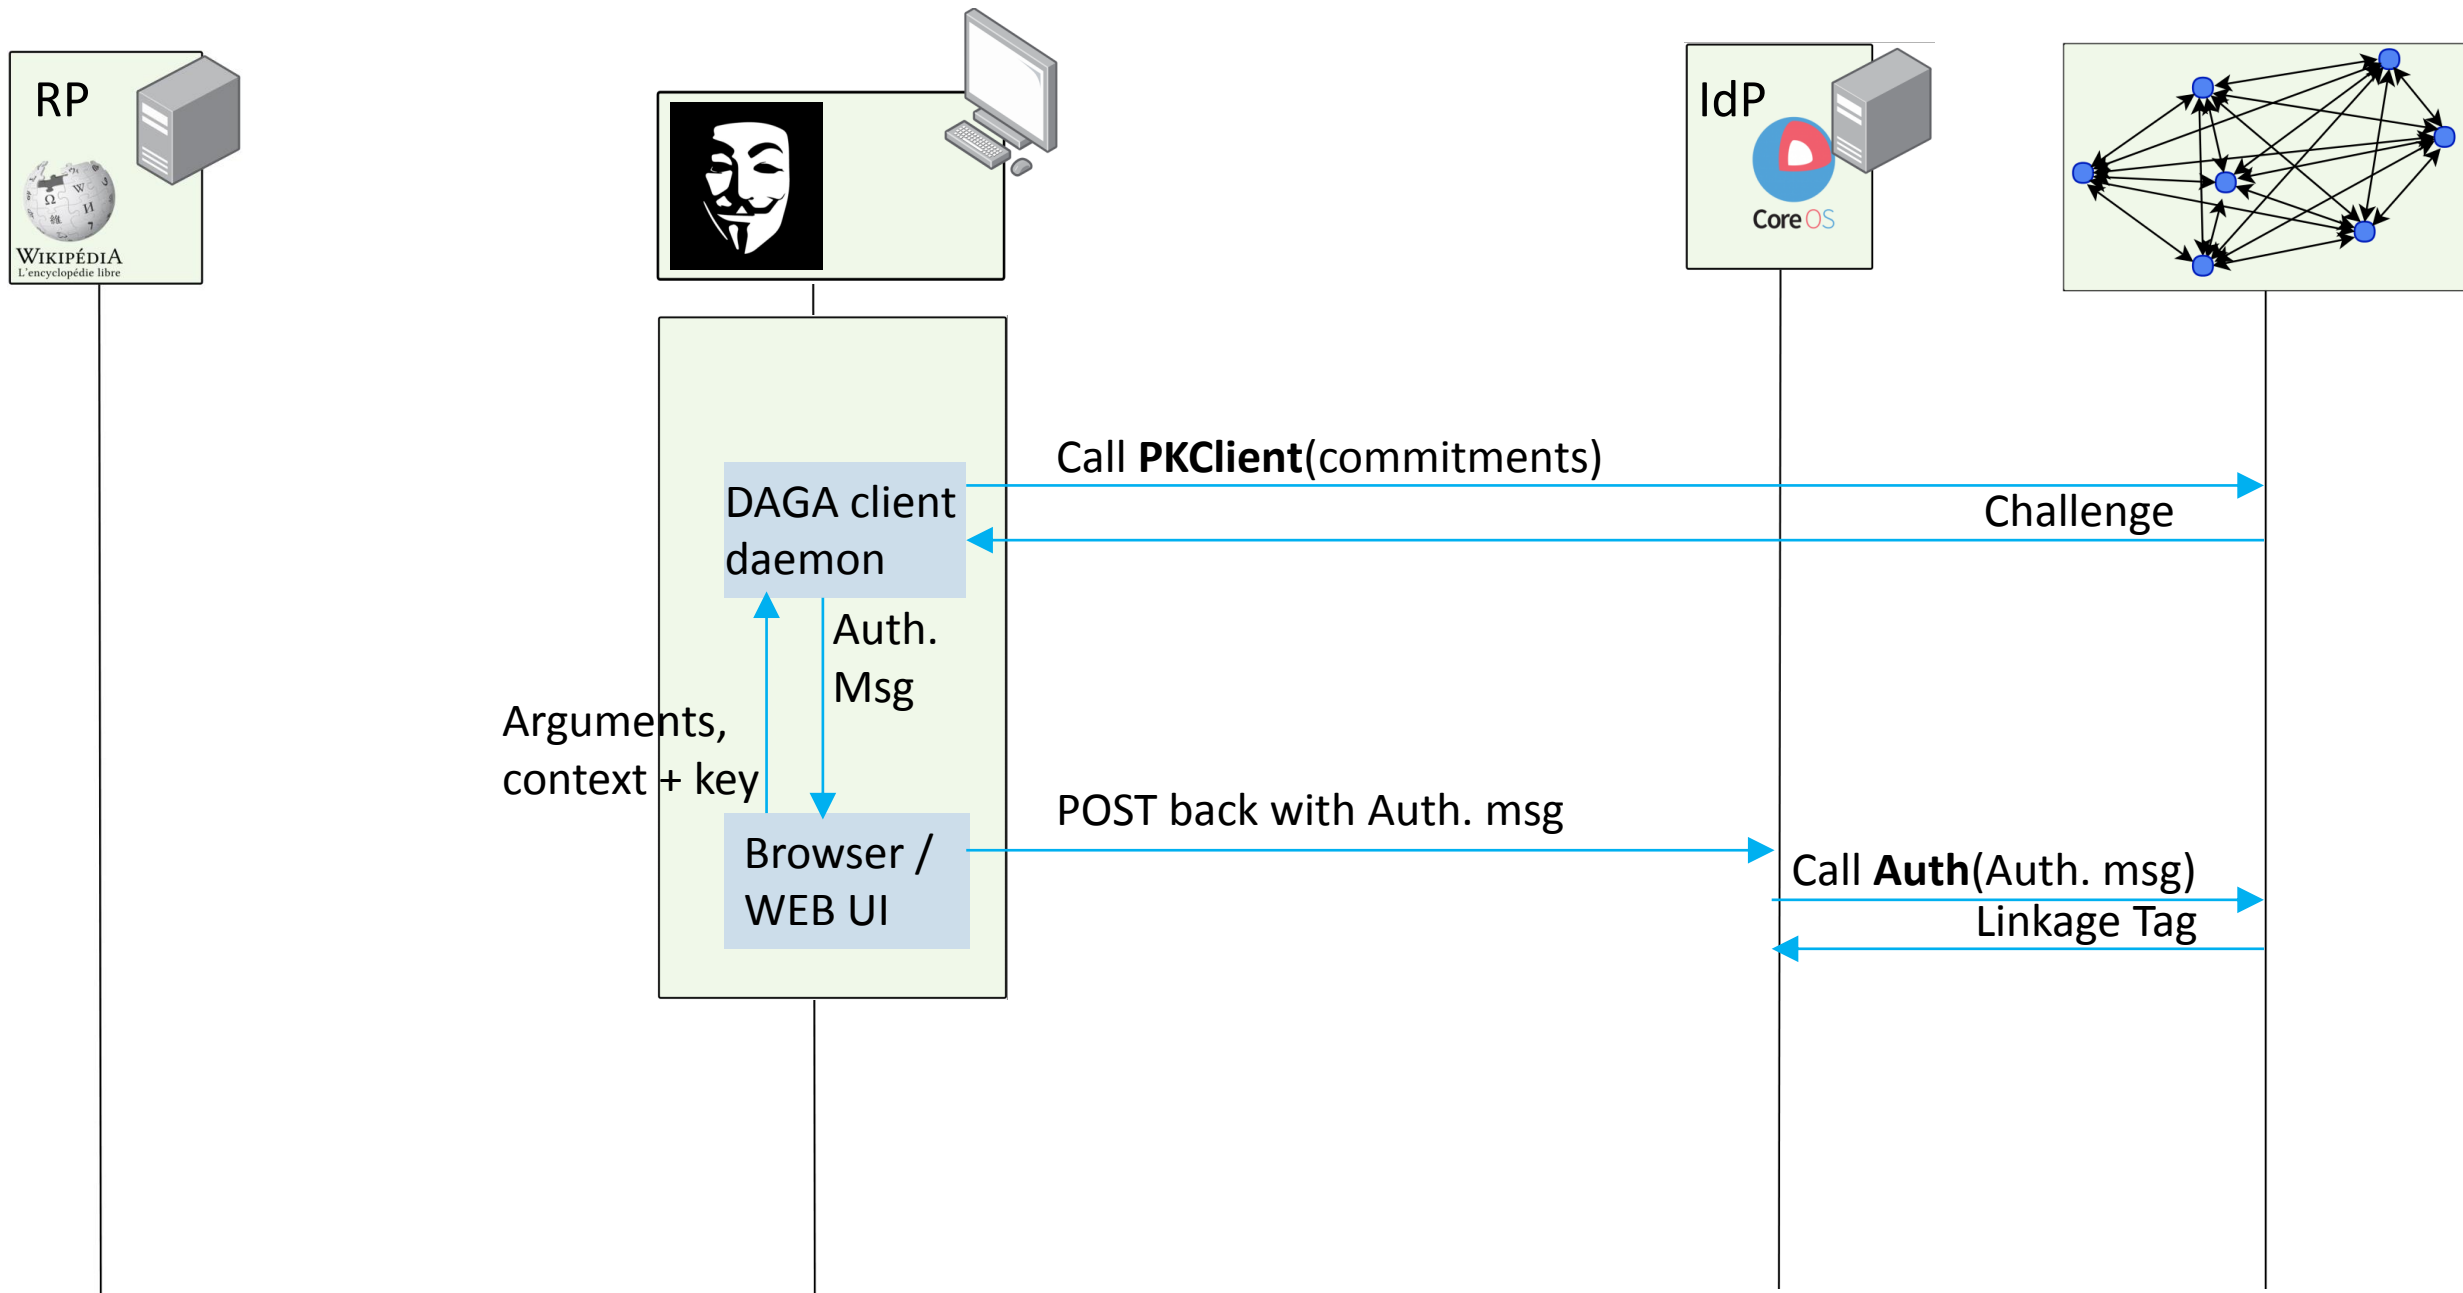 RP
WIKIPÉDIA
L'encyclopédie libre
IdP
Core OS
Call PKClient(commitments)
Challenge
DAGA client
daemon
Auth.
Msg
Arguments,
context + key
POST back with Auth. msg
Browser /
WEB UI
Call Auth(Auth. msg)
Linkage Tag